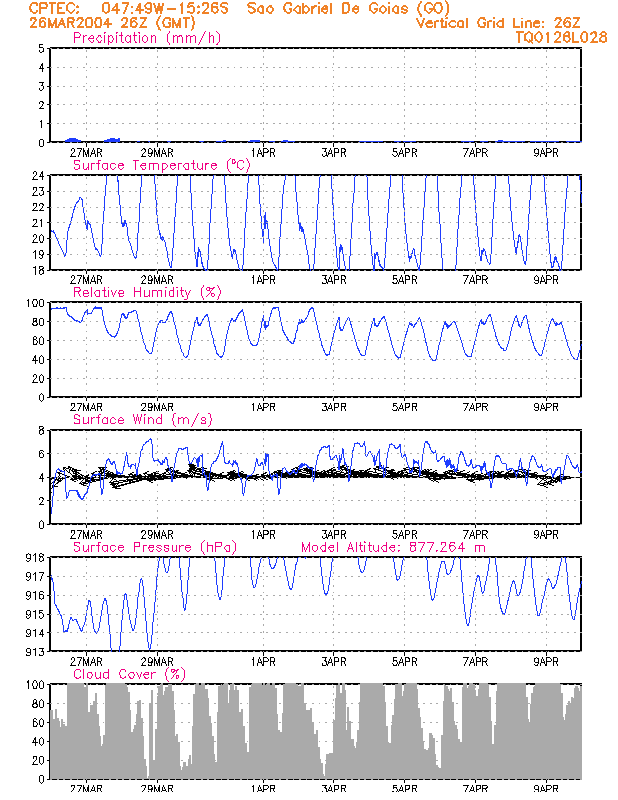 CPTEC: 047:49W-15:26S Sao Gabriel De Goias (GO)
26MAR2004 26Z (GMT) Vertical Grid Line: 26Z
Precipitation (mm/h) TQ0126L028
5
4
3
2
1
0
27MAR 29MAR 1APR 3APR 5APR 7APR 9APR
Surface Temperature (°C)
24
23
22
21
20
19
18
27MAR 29MAR 1APR 3APR 5APR 7APR 9APR
Relative Humidity (%)
100
80
60
40
20
0
27MAR 29MAR 1APR 3APR 5APR 7APR 9APR
Surface Wind (m/s)
8
6
4
2
0
27MAR 29MAR 1APR 3APR 5APR 7APR 9APR
Surface Pressure (hPa) Model Altitude: 877.264 m
918
917
916
915
914
913
27MAR 29MAR 1APR 3APR 5APR 7APR 9APR
Cloud Cover (%)
100
80
60
40
20
0
27MAR 29MAR 1APR 3APR 5APR 7APR 9APR